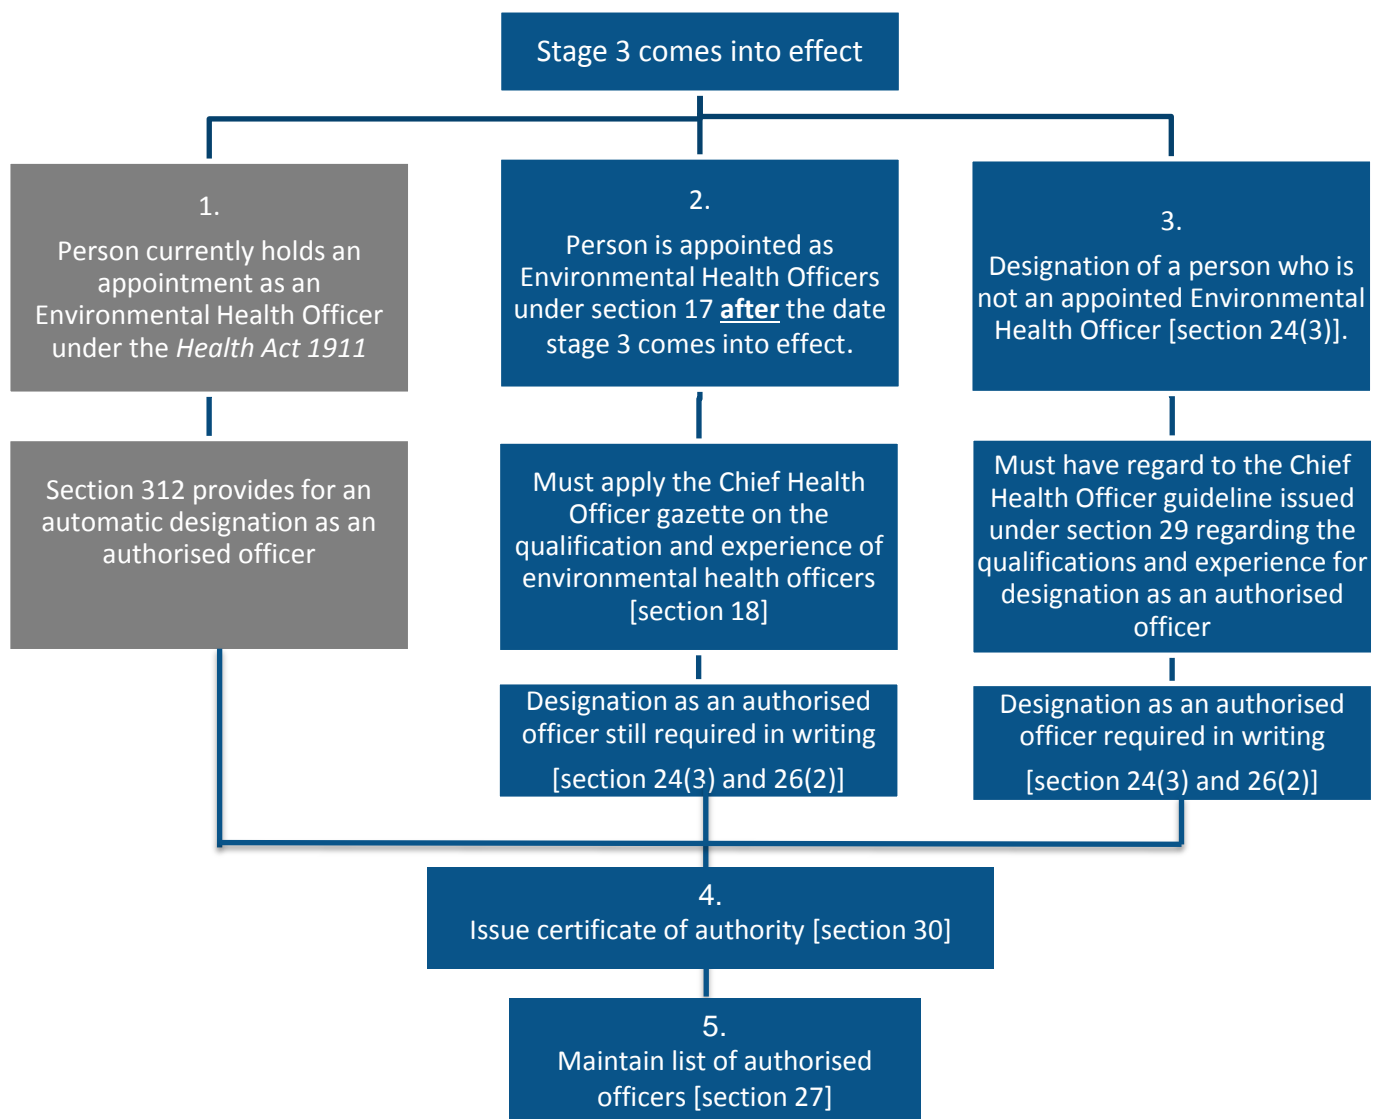 Stage 3 comes into effect
1.
Person currently holds an
appointment as an
Environmental Health Officer
under the Health Act 1911
Section 312 provides for an
automatic designation as an
authorised officer
2.
Person is appointed as
Environmental Health Officers
under section 17 after the date
stage 3 comes into effect.
Must apply the Chief Health
Officer gazette on the
qualification and experience of
environmental health officers
[section 18]
Designation as an authorised
officer still required in writing
[section 24(3) and 26(2)]
3.
Designation of a person who is
not an appointed Environmental
Health Officer [section 24(3)].
Must have regard to the Chief
Health Officer guideline issued
under section 29 regarding the
qualifications and experience for
designation as an authorised
officer
Designation as an authorised
officer required in writing
[section 24(3) and 26(2)]
4.
Issue certificate of authority [section 30]
5.
Maintain list of authorised
officers [section 27]